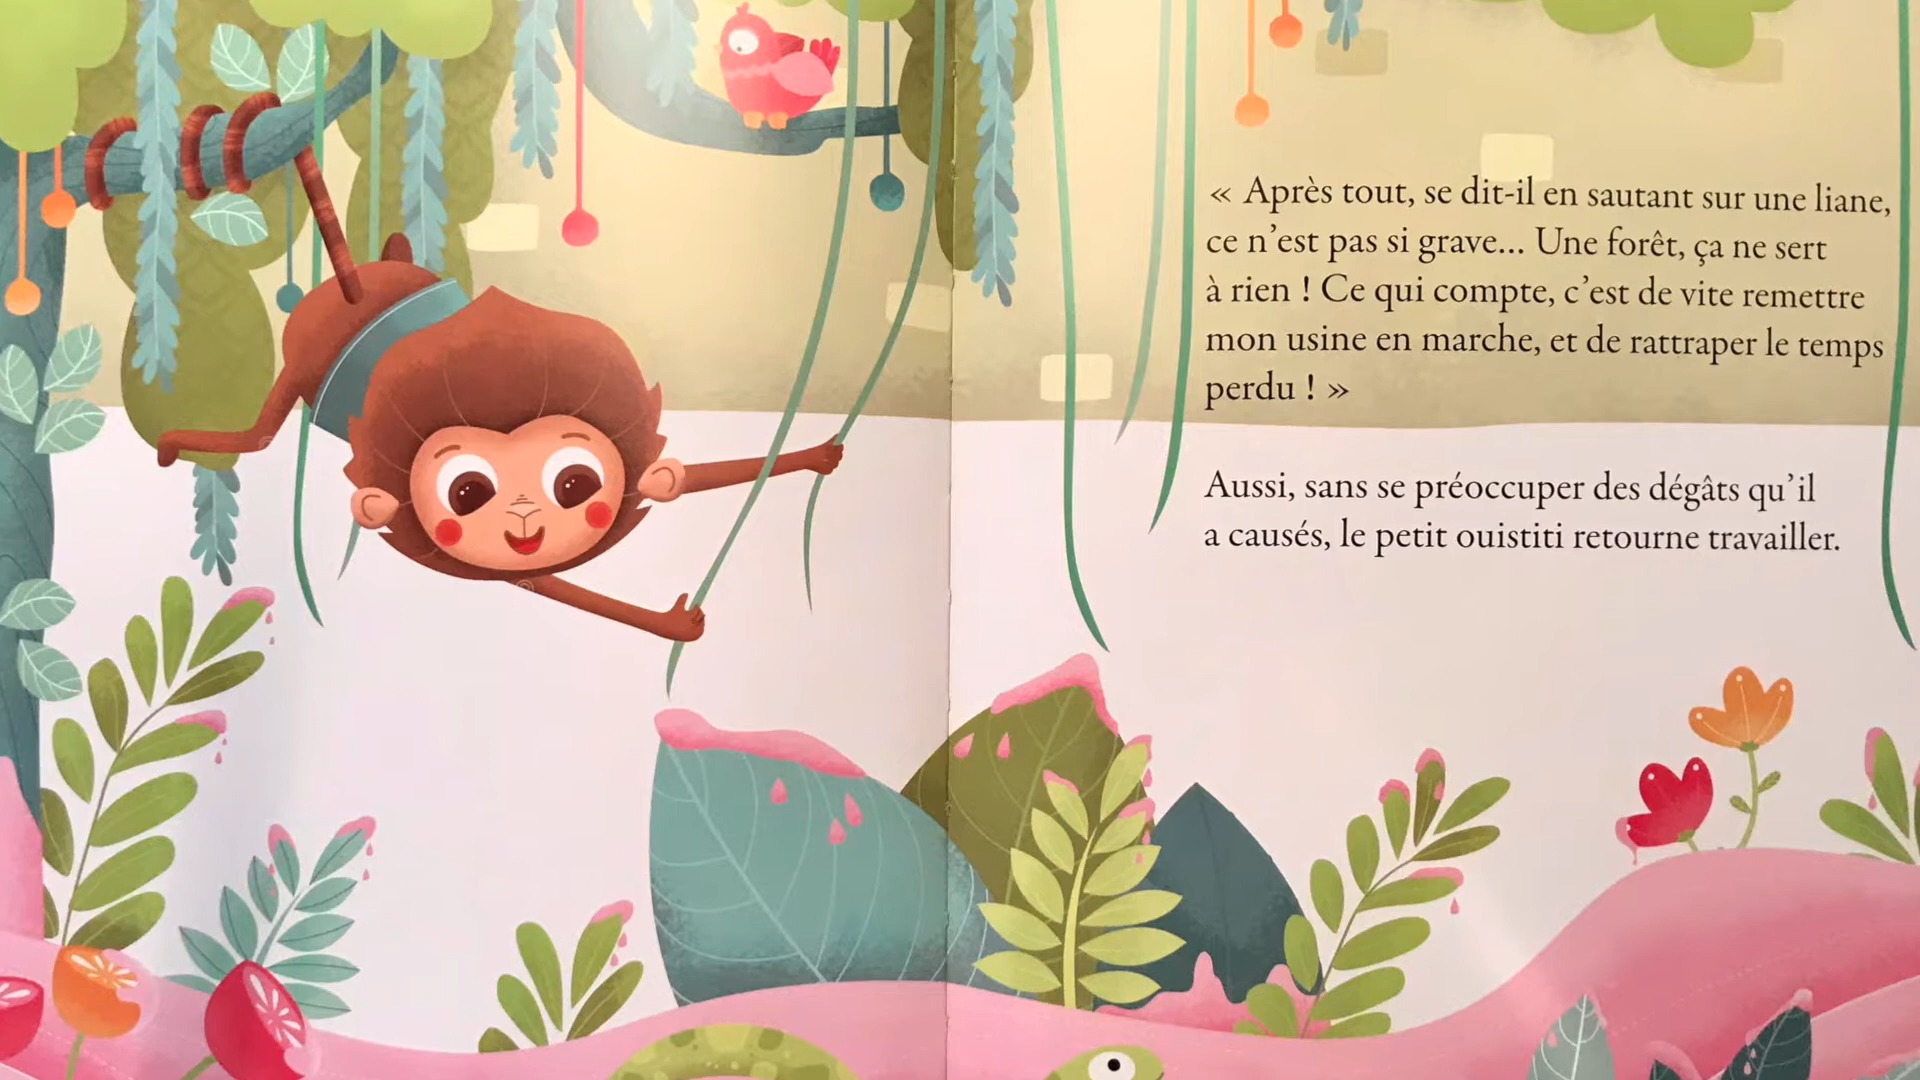 « Après tout, se dit-il en sautant sur une liane,
ce n’est pas si grave... Une forêt, ça ne sert
à rien ! Ce qui compte, c’est de vite remettre
mon usine en marche, et de rattraper le temps
perdu ! »
Aussi, sans se préoccuper des dégâts qu’il
a causés, le petit ouistiti retourne travailler.